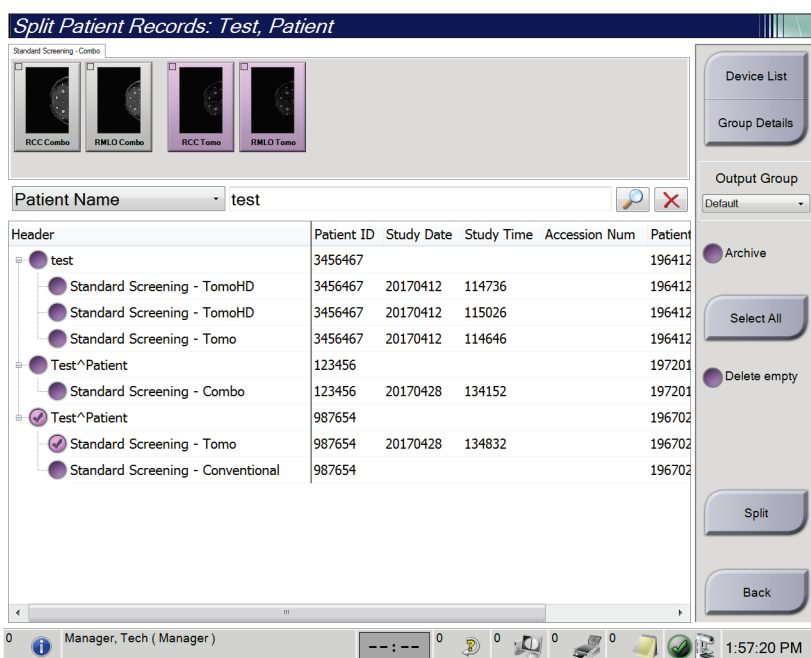 Split Patient Records: Test, Patient
Standard Screening - Combo
RCC Combo RMLO Combo RCC Tomo RMLO Tomo
Device List
Group Details
Output Group
Default
Archive
Select All
Delete empty
Split
Back
Patient Name test
Header Patient ID Study Date Study Time Accession Num Patient
test 3456467 196412
Standard Screening - TomoHD 3456467 20170412 114736 196412
Standard Screening - TomoHD 3456467 20170412 115026 196412
Standard Screening - Tomo 3456467 20170412 114646 196412
Test^Patient 123456 197201
Standard Screening - Combo 123456 20170428 134152 197201
Test^Patient 987654 196702
Standard Screening - Tomo 987654 20170428 134832 196702
Standard Screening - Conventional 987654 196702
0 Manager, Tech ( Manager ) --:-- 0 0 0 0 1:57:20 PM